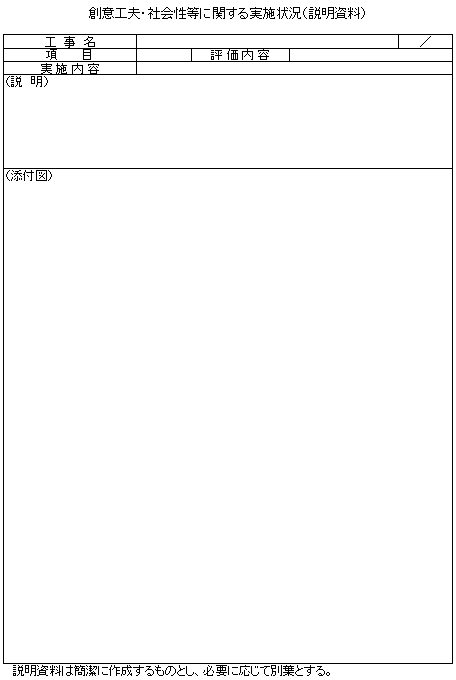 創意工夫・社会性等に関する実施状況（説明資料）
工 事 名 ／
項 目 評価内容
実施内容
（説 明）
（添付図）
説明資料は簡潔に作成するものとし、必要に応じて別葉とする。